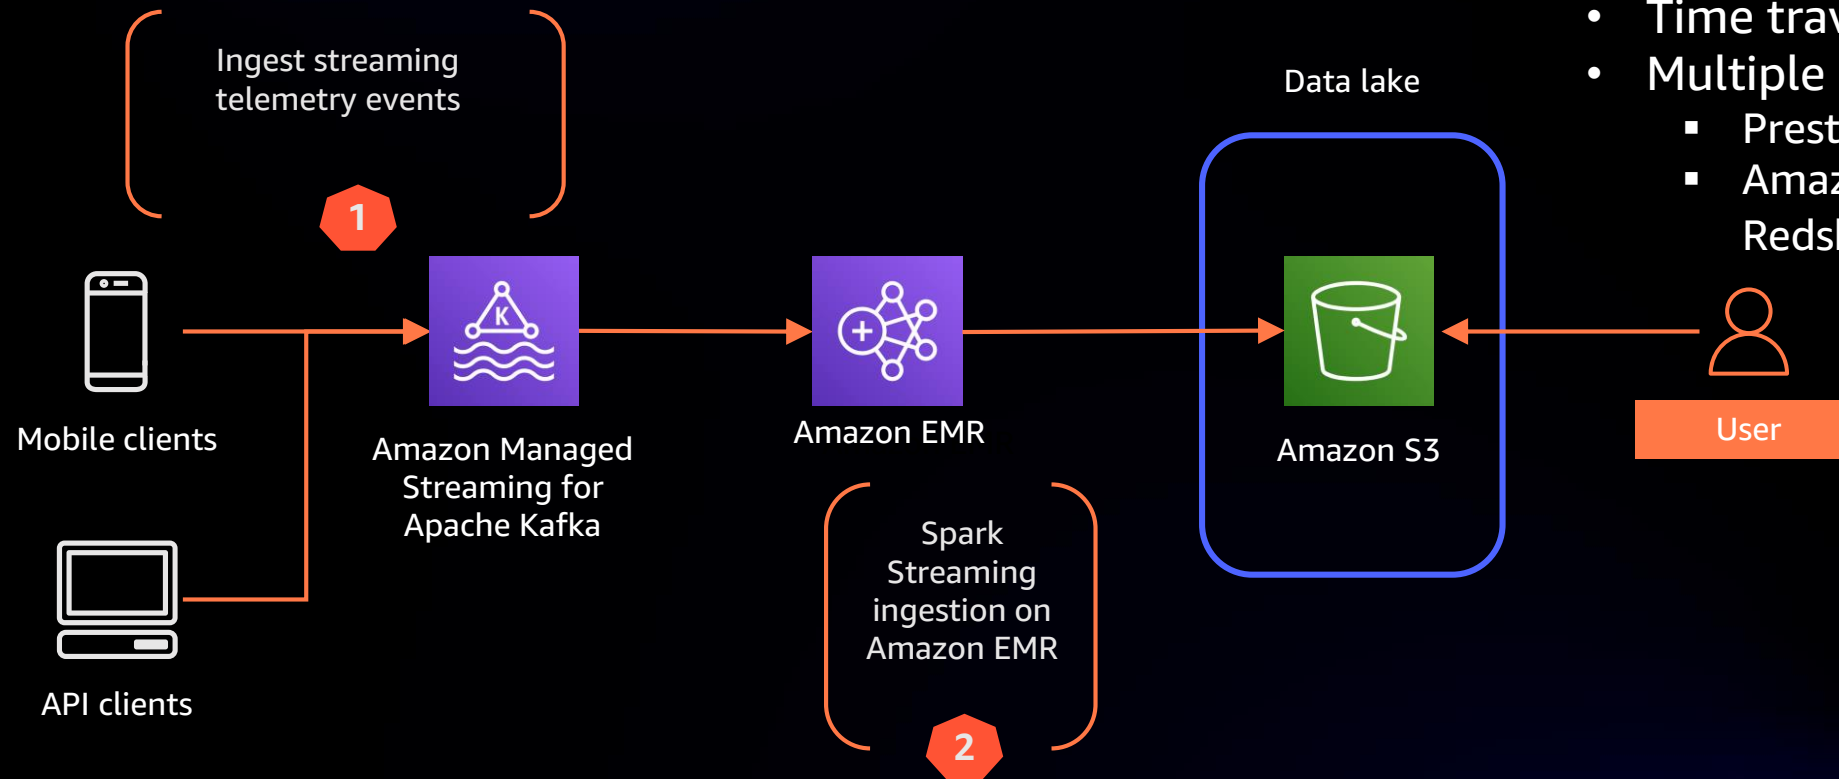 Ingest streaming
telemetry events
1
Mobile clients
API clients
K
Amazon Managed
Streaming for
Apache Kafka
Amazon EMR
Spark
Streaming
ingestion on
Amazon EMR
2
Data lake
Amazon S3
• Time
• Multiple
User